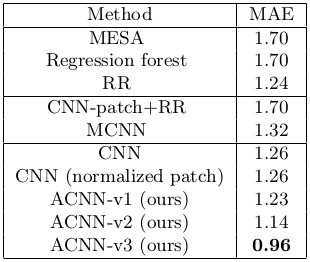 Method MAE
MESA 1.70
Regression forest 1.70
RR 1.24
CNN-patch+RR 1.70
MCNN 1.32
CNN 1.26
CNN (normalized patch) 1.26
ACNN-v1 (ours) 1.23
ACNN-v2 (ours) 1.14
ACNN-v3 (ours) 0.96